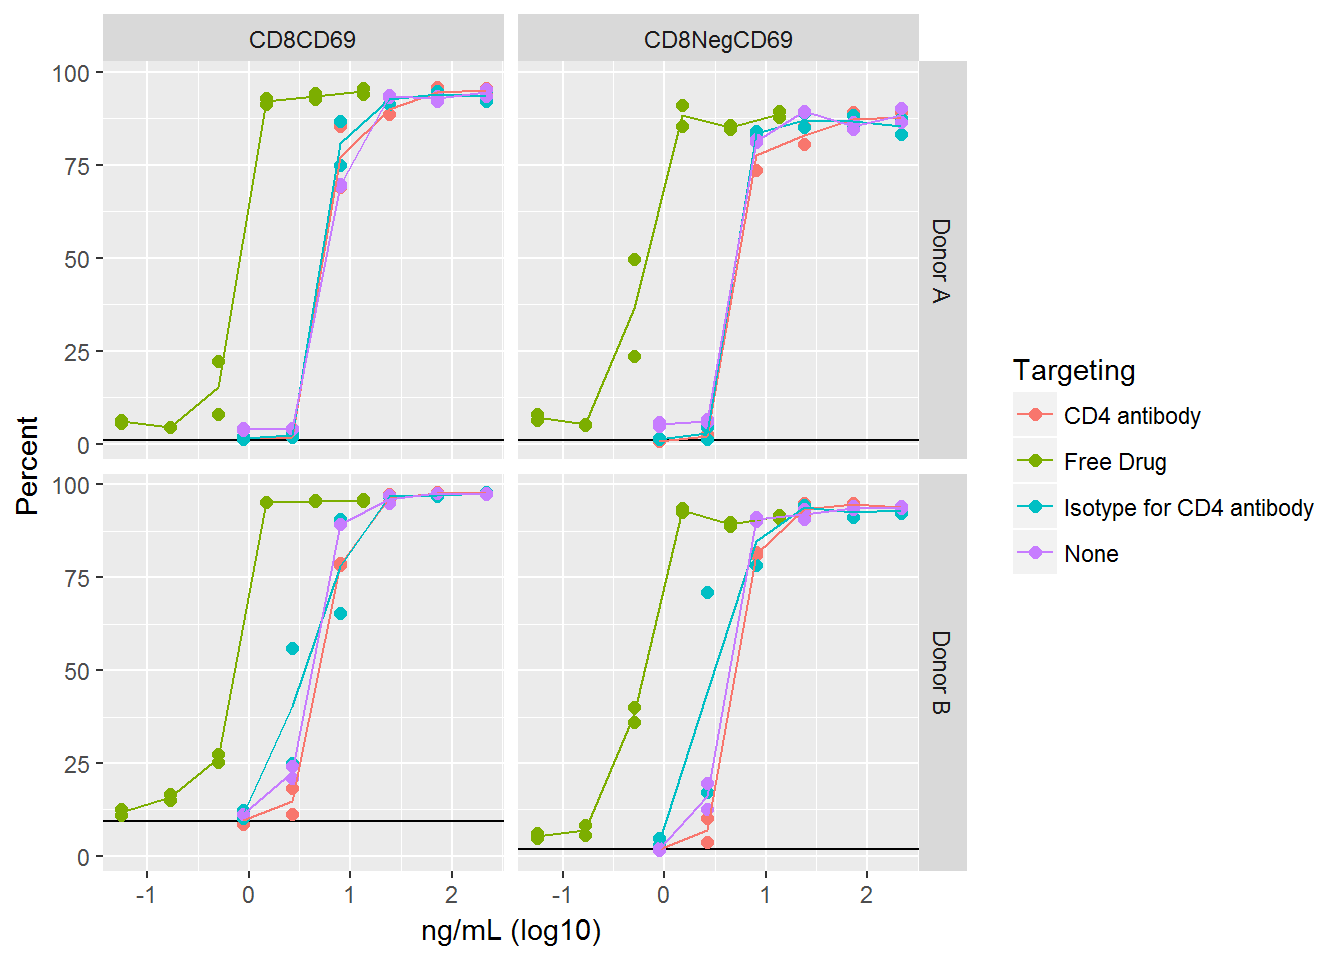 CD8CD69
CD8NegCD69
100
75
50
25
0
Donor A
100
75
50
25
0
Donor B
-1
0
1
2
-1
0
1
2
ng/mL (log10)
Percent
Targeting
CD4 antibody
Free Drug
Isotype for CD4 antibody
None